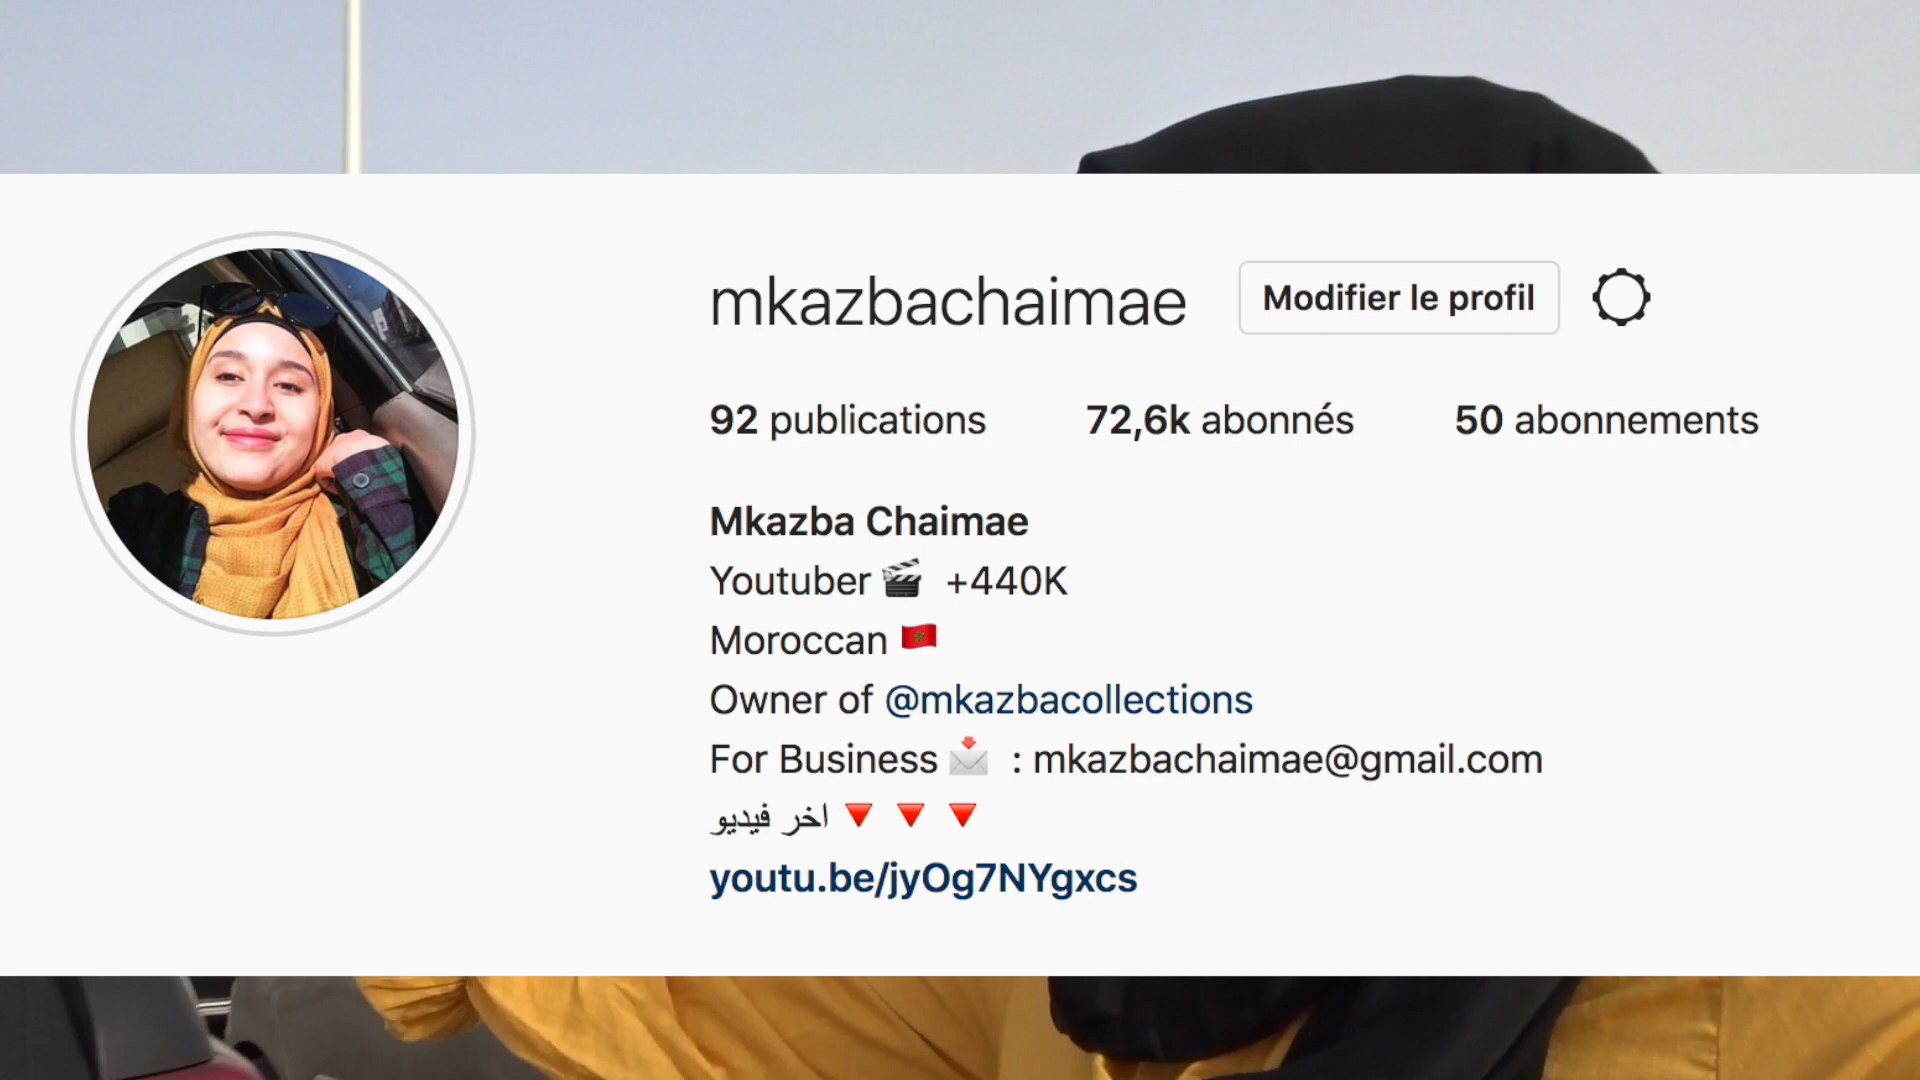 mkazbachaimae Modifier le profil
92 publications 72,6k abonnés 50 abonnements
Mkazba Chaimae
Youtuber 🎬 +440K
Moroccan 🇲🇦
Owner of @mkazbacollections
For Business 📩 : mkazbachaimae@gmail.com
اخر فيديو 🔻🔻🔻
youtu.be/jyOg7NYgxcs